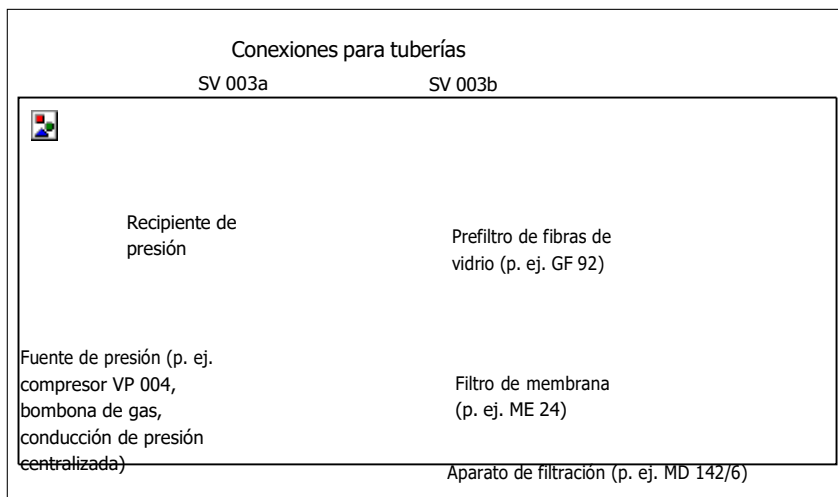 Conexiones para tuberías
SV 003a
SV 003b
Recipiente de
presión
Prefiltro de fibras de
vidrio (p. ej. GF 92)
Fuente de presión (p. ej.
compresor VP 004,
bombona de gas,
conducción de presión
centralizada)
Filtro de membrana
(p. ej. ME 24)
Aparato de filtración (p. ej. MD 142/6)